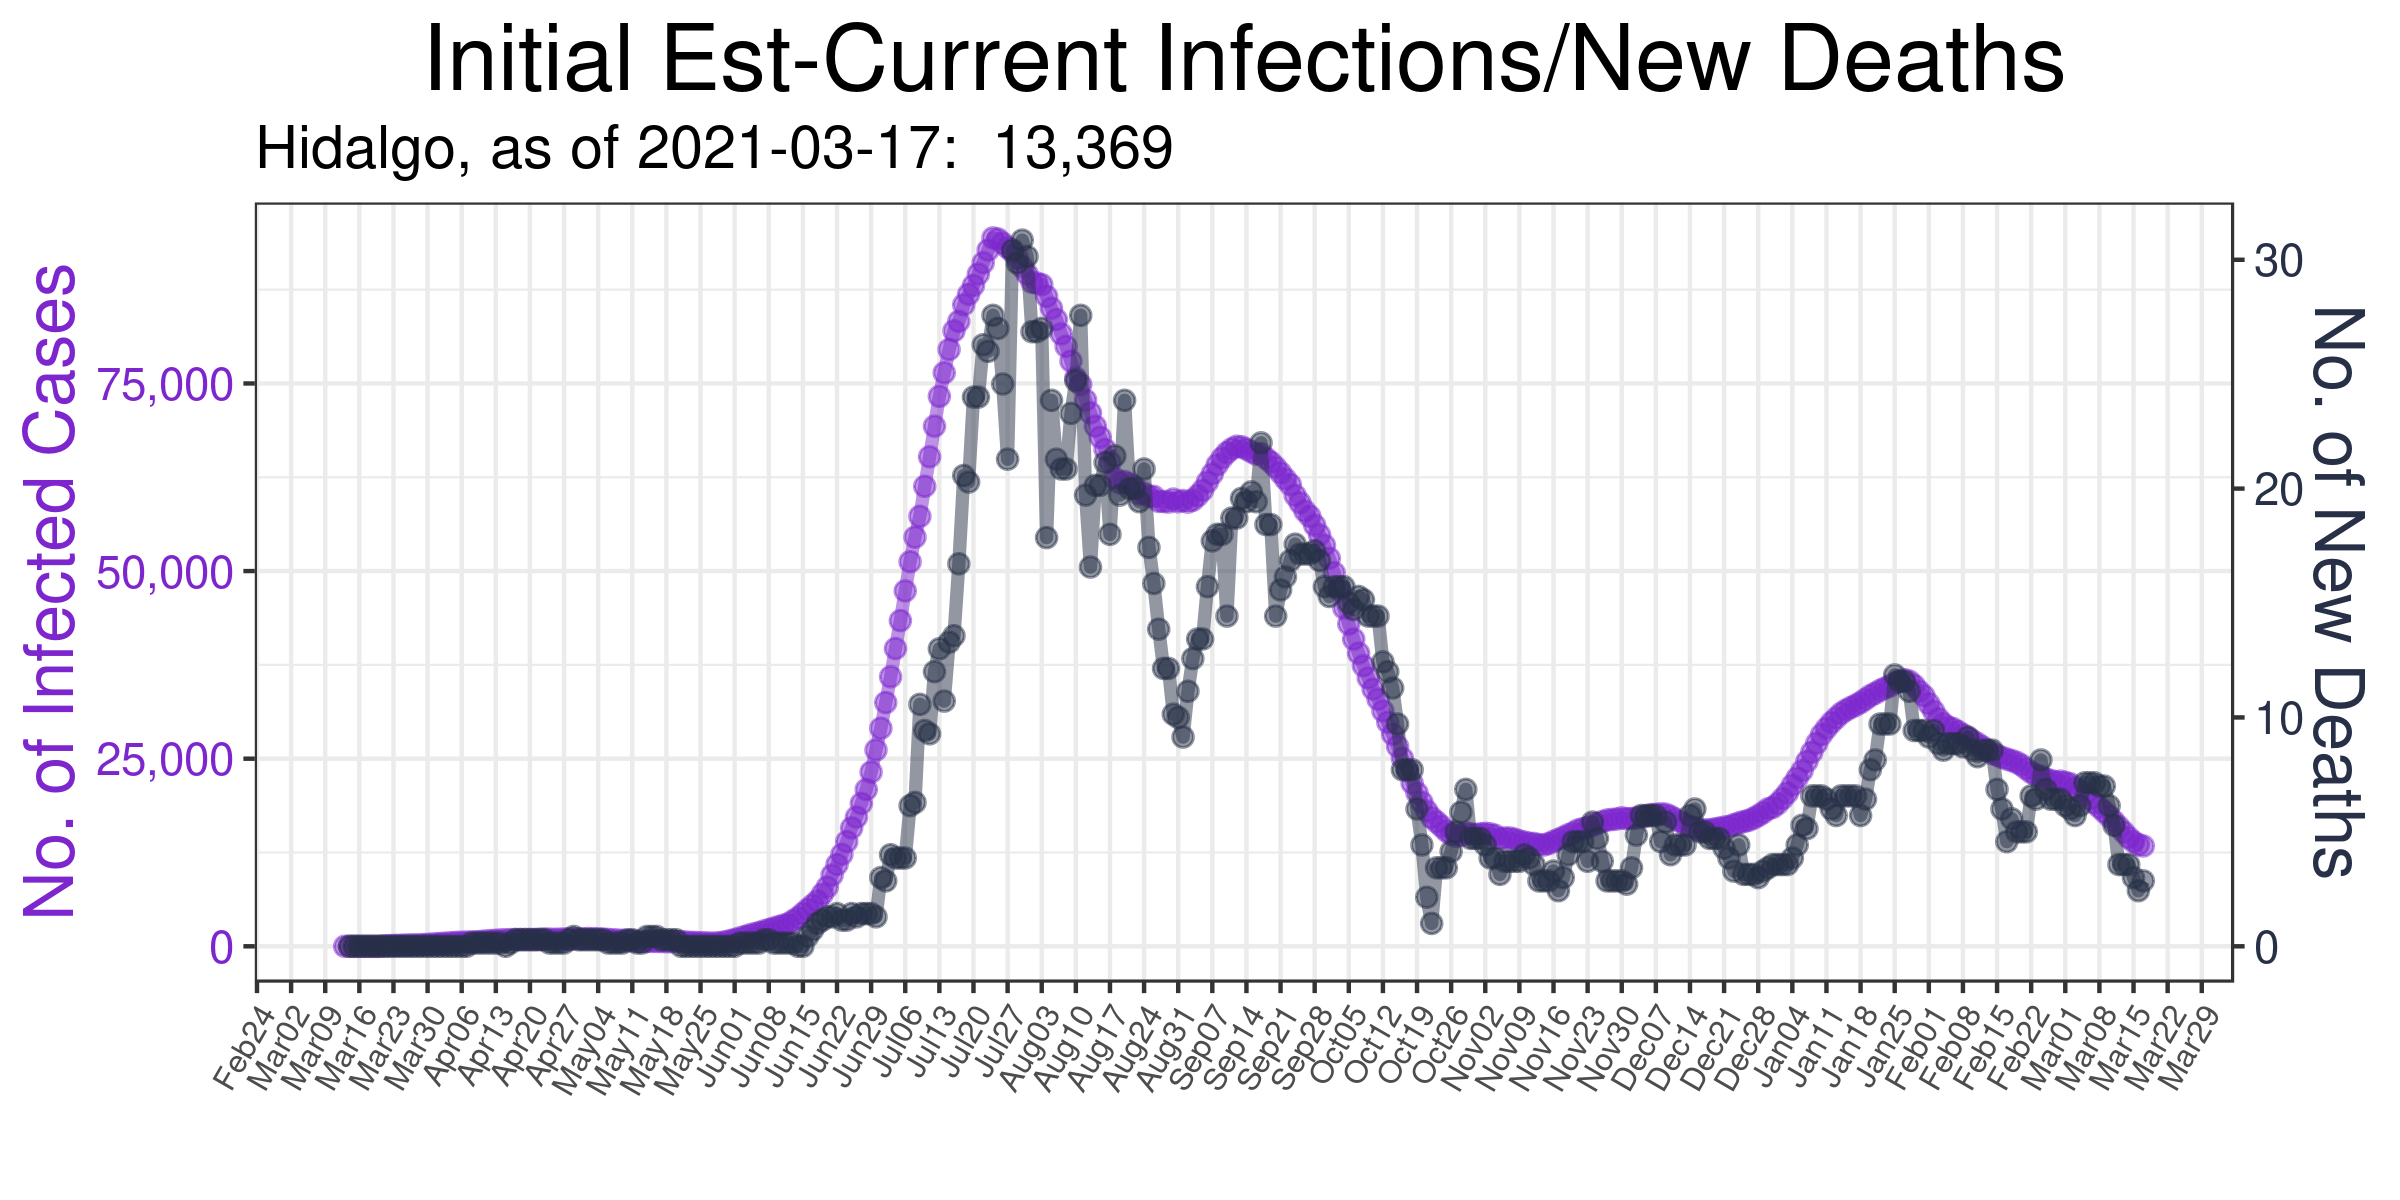 Initial Est-Current Infections/New Deaths
Hidalgo, as of 2021-03-17:  13,369
No. of Infected Cases
75,000
50,000
25,000
0
30
20
10
0
No. of New Deaths
Feb24
Mar02
Mar09
Mar16
Mar23
Mar30
Apr06
Apr13
Apr20
Apr27
May04
May11
May18
May25
Jun01
Jun08
Jun15
Jun22
Jun29
Jul06
Jul13
Jul20
Jul27
Aug03
Aug10
Aug17
Aug24
Aug31
Sep07
Sep14
Sep21
Sep28
Oct05
Oct12
Oct19
Oct26
Nov02
Nov09
Nov16
Nov23
Nov30
Dec07
Dec14
Dec21
Dec28
Jan04
Jan11
Jan18
Jan25
Feb01
Feb08
Feb15
Feb22
Mar01
Mar08
Mar15
Mar22
Mar29